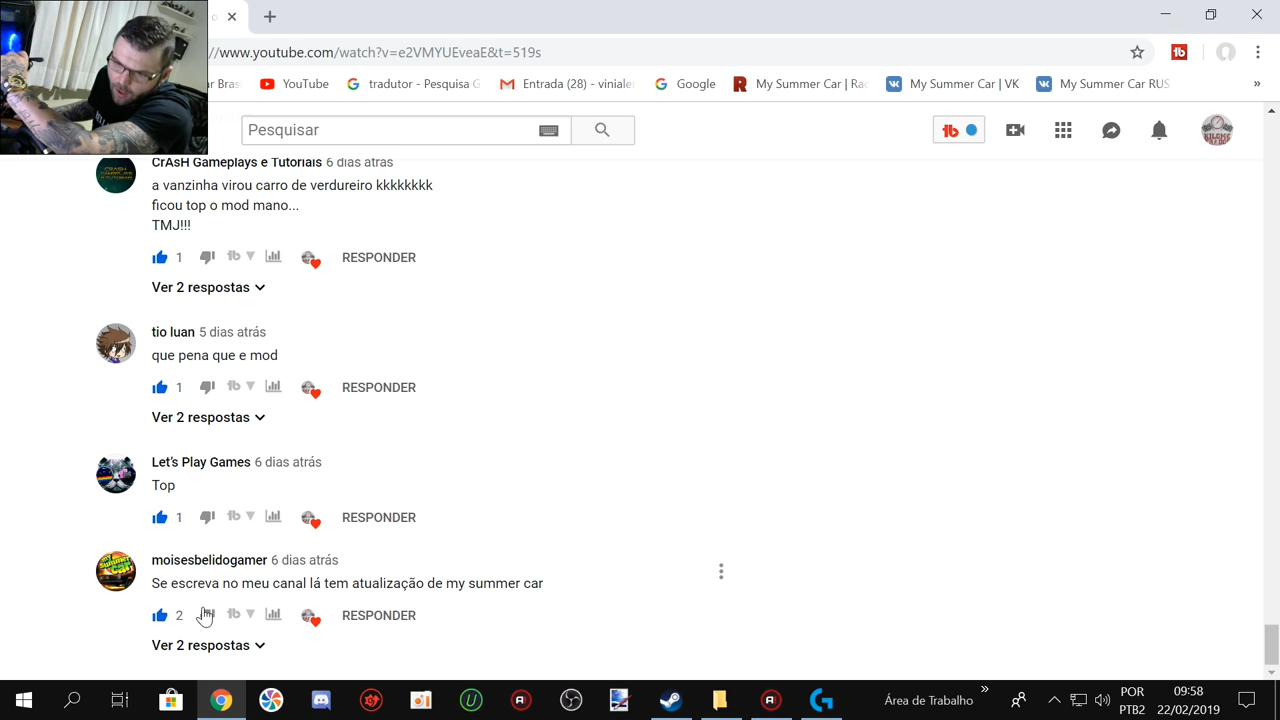 //www.youtube.com/watch?v=e2VMYUEveaE&t=519s
ar Bras YouTube tradutor - Pesquisa G Entrada (28) - vinialer Google My Summer Car | Rac My Summer Car | VK My Summer Car RUS »
Pesquisar
CrAsH Gameplays e Tutoriais 6 dias atrás
a vanzinha virou carro de verdureiro kkkkkkkk
ficou top o mod mano...
TMJ!!!
1 RESPONDER
Ver 2 respostas
tio luan 5 dias atrás
que pena que e mod
1 RESPONDER
Ver 2 respostas
Let's Play Games 6 dias atrás
Top
1 RESPONDER
moisesbelidogamer 6 dias atrás
Se escreva no meu canal lá tem atualização de my summer car
2 RESPONDER
Ver 2 respostas
Área de Trabalho » POR 09:58
PTB2 22/02/2019